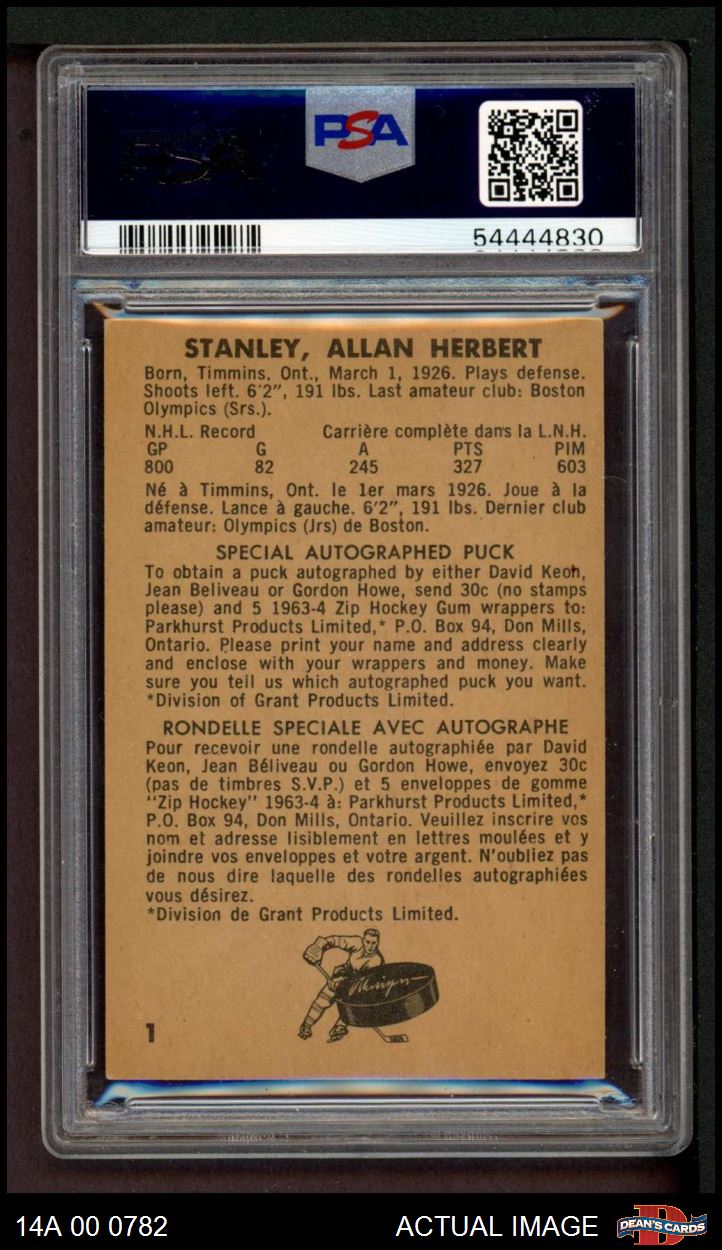 PSA
54444830
STANLEY, ALLAN HERBERT
Born, Timmins, Ont., March 1, 1926. Plays defense.
Shoots left. 6'2", 191 lbs. Last amateur club: Boston
Olympics (Srs.).
N.H.L. Record Carrière complète dans la L.N.H.
GP G A PTS PIM
800 82 245 327 603
Né à Timmins, Ont. le 1er mars 1926. Joue à la
défense. Lance à gauche. 6'2", 191 lbs. Dernier club
amateur: Olympics (Jrs) de Boston.
SPECIAL AUTOGRAPHED PUCK
To obtain a puck autographed by either David Keon,
Jean Beliveau or Gordon Howe, send 30c (no stamps
please) and 5 1963-4 Zip Hockey Gum wrappers to:
Parkhurst Products Limited,* P.O. Box 94, Don Mills,
Ontario. Please print your name and address clearly
and enclose with your wrappers and money. Make
sure you tell us which autographed puck you want.
*Division of Grant Products Limited.
RONDELLE SPECIALE AVEC AUTOGRAPHE
Pour recevoir une rondelle autographiée par David
Keon, Jean Béliveau ou Gordon Howe, envoyez 30c
(pas de timbres S.V.P.) et 5 enveloppes de gomme
"Zip Hockey" 1963-4 à: Parkhurst Products Limited,*
P.O. Box 94, Don Mills, Ontario. Veuillez inscrire vos
nom et adresse lisiblement en lettres moulées et y
joindre vos enveloppes et votre argent. N'oubliez pas
de nous dire laquelle des rondelles autographiées
vous désirez.
*Division de Grant Products Limited.
1
14A 00 0782 ACTUAL IMAGE DEAN'S CARDS